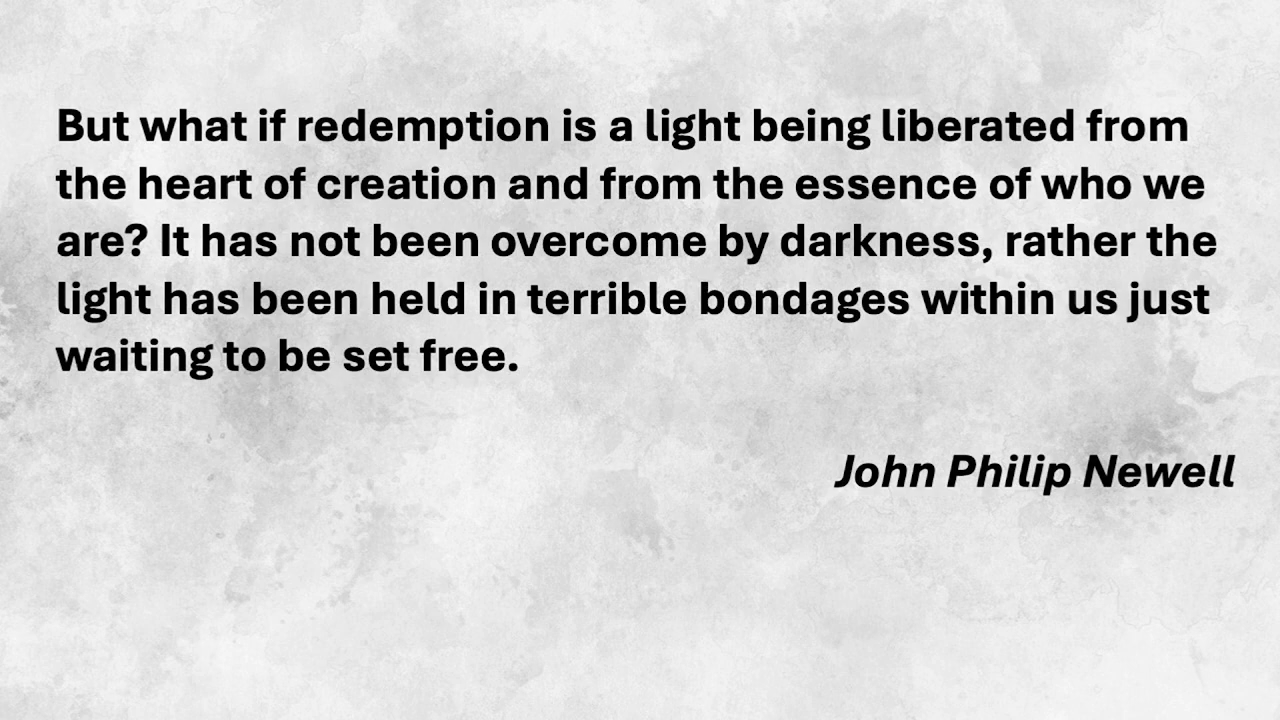 But what if redemption is a light being liberated from
the heart of creation and from the essence of who we
are? It has not been overcome by darkness, rather the
light has been held in terrible bondages within us just
waiting to be set free.
John Philip Newell